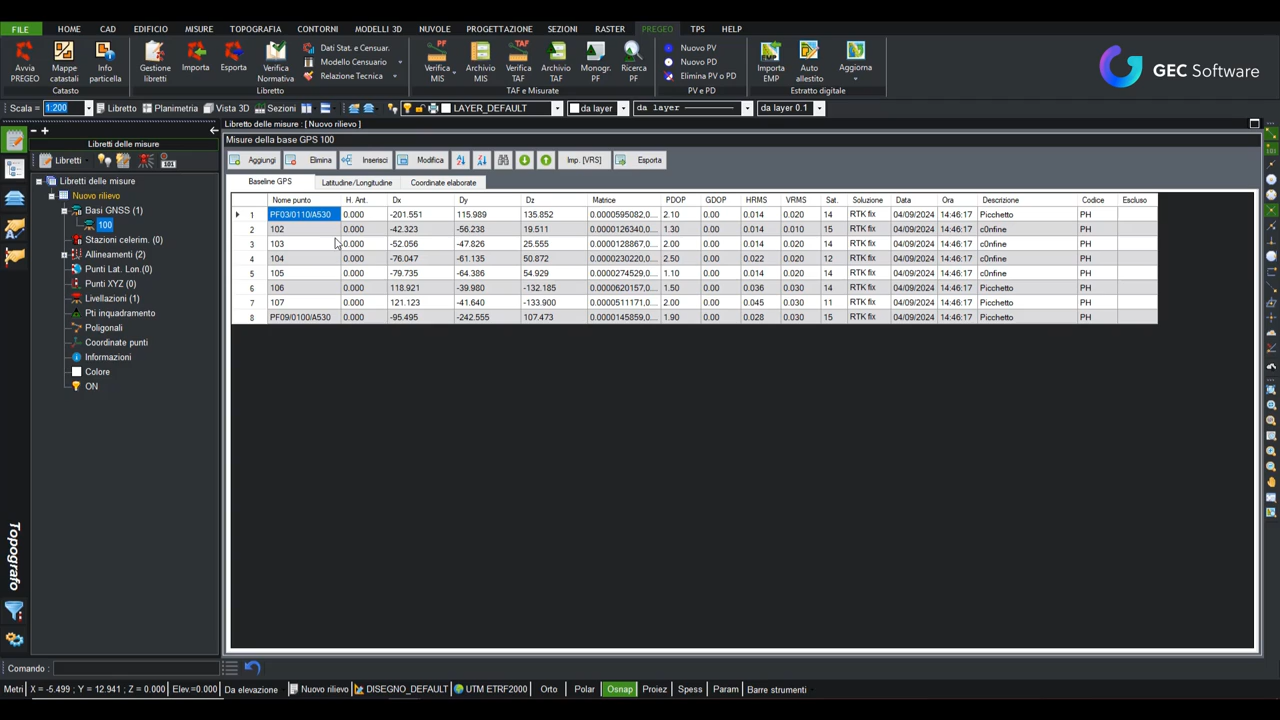 FILE HOME CAD EDIFICIO MISURE TOPOGRAFIA CONTORNI MODELLI 3D NUVOLE PROGETTAZIONE SEZIONI RASTER PREGEO TPS HELP
Avvia PREGEO
Mappe catastali
Info particella
Catasto
Gestione libretti
Importa
Esporta
Verifica Normativa
Dati Stat. e Censuar.
Modello Censuario
Relazione Tecnica
Libretto
Verifica MIS
Archivio MIS
Verifica TAF
Archivio TAF
Monogr. PF
Ricerca PF
TAF e Misurate
Nuovo PV
Nuovo PD
Elimina PV o PD
PV e PD
Importa EMP
Auto allestito
Aggiorna
Estratto digitale
GEC Software
Scala = 1:200 Libretto Planimetria Vista 3D Sezioni LAYER_DEFAULT da layer da layer da layer 0.1
Libretti delle misure
Libretti
Libretti delle misure
Nuovo rilievo
Basi GNSS (1)
100
Stazioni celerim. (0)
Allineamenti (2)
Punti Lat. Lon.(0)
Punti XYZ (0)
Livellazioni (1)
Pti inquadramento
Poligonali
Coordinate punti
Informazioni
Colore
ON
Topografo
Libretto delle misure : [ Nuovo rilievo ]
Misure della base GPS 100
Aggiungi Elimina Inserisci Modifica Imp. [VRS] Esporta
Baseline GPS Latitudine/Longitudine Coordinate elaborate
Nome punto H. Ant. Dx Dy Dz Matrice PDOP GDOP HRMS VRMS Sat. Soluzione Data Ora Descrizione Codice Escluso
1 PF03/0110/A530 0.000 -201.551 115.989 135.852 0.0000595082,0.... 2.10 0.00 0.014 0.020 14 RTK fix 04/09/2024 14:46:17 Picchetto PH
2 102 0.000 -42.323 -56.238 19.511 0.0000126340,0.... 1.30 0.00 0.014 0.010 15 RTK fix 04/09/2024 14:46:17 c0nfine PH
3 103 0.000 -52.056 -47.826 25.555 0.0000128867,0.... 2.00 0.00 0.014 0.020 14 RTK fix 04/09/2024 14:46:17 c0nfine PH
4 104 0.000 -76.047 -61.135 50.872 0.0000230220,0.... 2.50 0.00 0.022 0.020 12 RTK fix 04/09/2024 14:46:17 c0nfine PH
5 105 0.000 -79.735 -64.386 54.929 0.0000274529,0.... 1.10 0.00 0.014 0.020 14 RTK fix 04/09/2024 14:46:17 c0nfine PH
6 106 0.000 118.921 -39.980 -132.185 0.0000620157,0.... 1.50 0.00 0.036 0.030 14 RTK fix 04/09/2024 14:46:17 Picchetto PH
7 107 0.000 121.123 -41.640 -133.900 0.0000511171,0.... 2.00 0.00 0.045 0.030 11 RTK fix 04/09/2024 14:46:17 Picchetto PH
8 PF09/0100/A530 0.000 -95.495 -242.555 107.473 0.0000145859,0.... 1.90 0.00 0.028 0.030 15 RTK fix 04/09/2024 14:46:17 Picchetto PH
Comando :
Metri X = -5.499 ; Y = 12.941 ; Z = 0.000 Elev.=0.000 Da elevazione Nuovo rilievo DISEGNO_DEFAULT UTM ETRF2000 Orto Polar Osnap Proiez Spess Param Barre strumenti